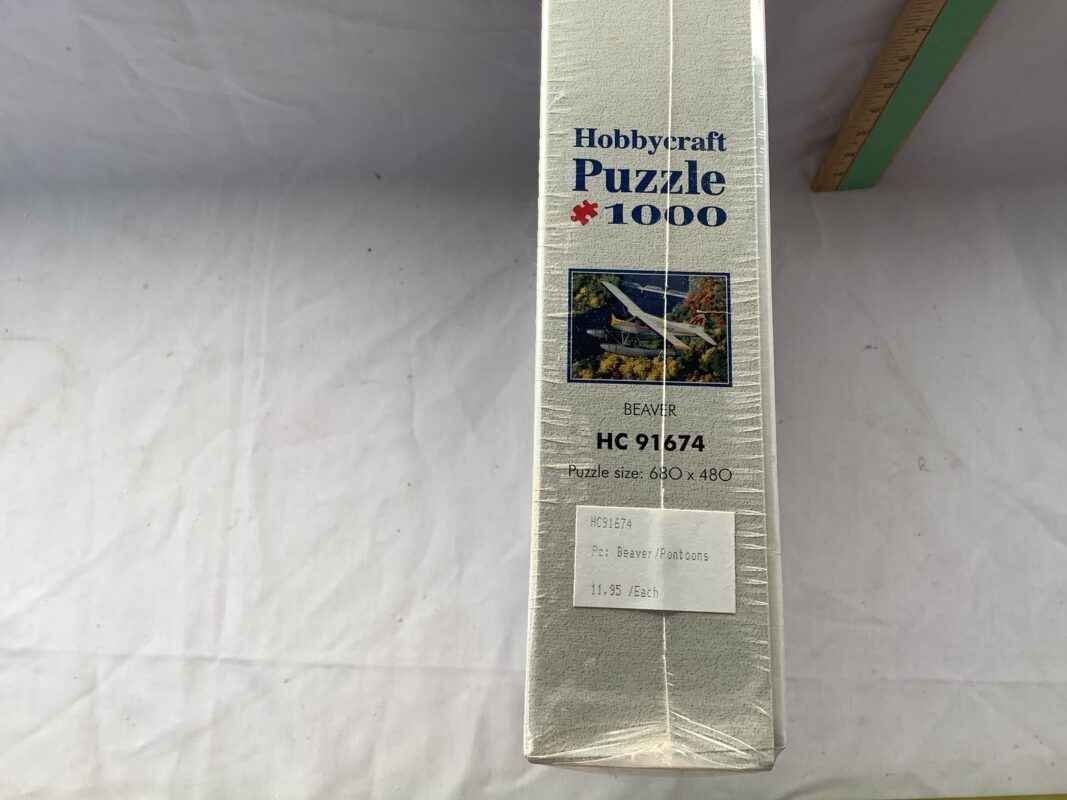 Hobbycraft
Puzzle
1000
BEAVER
HC 91674
Puzzle size: 680 x 480
HC91674
Pz: Beaver/Pontoons
11.95 /Each